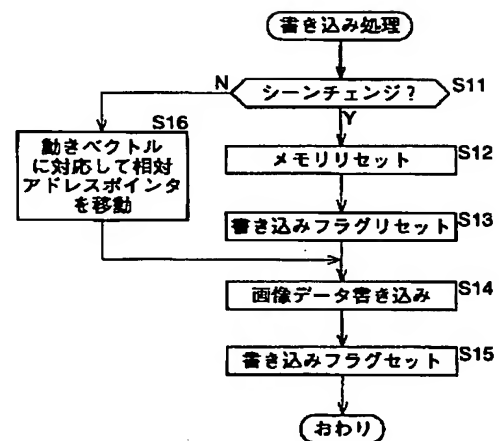 書き込み処理
シーンチェンジ？
S11
N
Y
S16
動きベクトル
に対応して相対
アドレスポインタ
を移動
メモリリセット
S12
書き込みフラグリセット
S13
画像データ書き込み
S14
書き込みフラグセット
S15
おわり